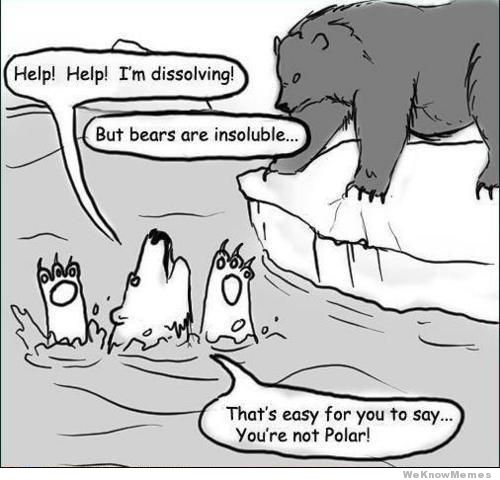 Help! Help! I'm dissolving!
But bears are insoluble...
That's easy for you to say...
You're not Polar!
WeKnowMemes